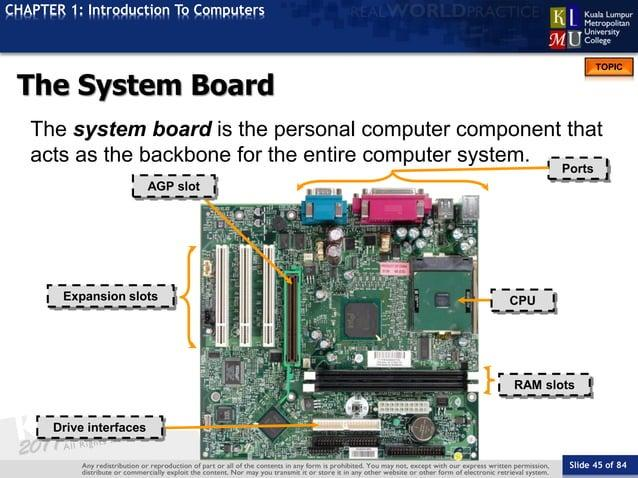 CHAPTER 1: Introduction To Computers
REALWORLDPRACTICE
KL
MU
Kuala Lumpur
Metropolitan
University
College
TOPIC
The System Board
The system board is the personal computer component that
acts as the backbone for the entire computer system.
Ports
AGP slot
Expansion slots
CPU
RAM slots
Drive interfaces
2011 All Rights
Any redistribution or reproduction of part or all of the contents in any form is prohibited. You may not, except with our express written permission,
distribute or commercially exploit the content. Nor may you transmit it or store it in any other website or other form of electronic retrieval system.
Slide 45 of 84